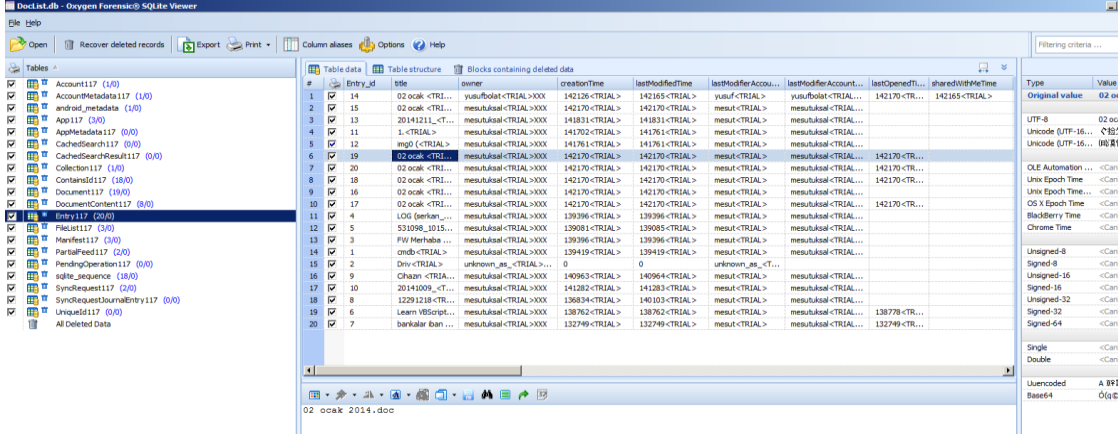 DocList.db - Oxygen Forensic® SQLite Viewer
File Help
Open Recover deleted records Export Print Column aliases Options Help Filtering criteria ...
Tables
Account117 (1/0)
AccountMetadata117 (1/0)
android_metadata (1/0)
App117 (3/0)
AppMetadata117 (0/0)
CachedSearch117 (0/0)
CachedSearchResult117 (0/0)
Collection117 (1/0)
ContainsId117 (18/0)
Document117 (19/0)
DocumentContent117 (8/0)
Entry117 (20/0)
FileList117 (3/0)
Manifest117 (3/0)
PartialFeed117 (2/0)
PendingOperation117 (0/0)
sqlite_sequence (18/0)
SyncRequest117 (2/0)
SyncRequestJournalEntry117 (0/0)
UniqueId117 (0/0)
All Deleted Data
Table data Table structure Blocks containing deleted data
# Entry_id title owner creationTime lastModifiedTime lastModifierAccou... lastModifierAccount... lastOpenedTi... sharedWithMeTime
1 14 02 ocak <TRI... yusufbolat<TRIAL>XXX 142126<TRIAL> 142165<TRIAL> yusuf<TRIAL> yusufbolat<TRIAL... 142170<TRIAL> 142165<TRIAL>
2 15 02 ocak <TRI... mesutuksal<TRIAL>XXX 142170<TRIAL> 142170<TRIAL> mesut<TRIAL> mesutuksal<TRIAL...
3 13 20141211_<T... mesutuksal<TRIAL>XXX 141831<TRIAL> 141831<TRIAL> mesut<TRIAL> mesutuksal<TRIAL...
4 11 1.<TRIAL> mesutuksal<TRIAL>XXX 141702<TRIAL> 141761<TRIAL> mesut<TRIAL> mesutuksal<TRIAL...
5 12 img0 (<TRIAL> mesutuksal<TRIAL>XXX 141761<TRIAL> 141761<TRIAL> mesut<TRIAL> mesutuksal<TRIAL...
6 19 02 ocak <TRI... mesutuksal<TRIAL>XXX 142170<TRIAL> 142170<TRIAL> mesut<TRIAL> mesutuksal<TRIAL... 142170<TR...
7 20 02 ocak <TRI... mesutuksal<TRIAL>XXX 142170<TRIAL> 142170<TRIAL> mesut<TRIAL> mesutuksal<TRIAL... 142170<TR...
8 18 02 ocak <TRI... mesutuksal<TRIAL>XXX 142170<TRIAL> 142170<TRIAL> mesut<TRIAL> mesutuksal<TRIAL... 142170<TR...
9 16 02 ocak <TRI... mesutuksal<TRIAL>XXX 142170<TRIAL> 142170<TRIAL> mesut<TRIAL> mesutuksal<TRIAL...
10 17 02 ocak <TRI... mesutuksal<TRIAL>XXX 142170<TRIAL> 142170<TRIAL> mesut<TRIAL> mesutuksal<TRIAL... 142170<TR...
11 4 LOG (serkan_... mesutuksal<TRIAL>XXX 139396<TRIAL> 139396<TRIAL> mesut<TRIAL> mesutuksal<TRIAL...
12 5 531098_1015... mesutuksal<TRIAL>XXX 139081<TRIAL> 139085<TRIAL> mesut<TRIAL> mesutuksal<TRIAL...
13 3 FW Merhaba ... mesutuksal<TRIAL>XXX 139396<TRIAL> 139396<TRIAL> mesut<TRIAL> mesutuksal<TRIAL...
14 1 cmdb<TRIAL> mesutuksal<TRIAL>XXX 139419<TRIAL> 139419<TRIAL> mesut<TRIAL> mesutuksal<TRIAL...
15 2 Driv<TRIAL> unknown_as_<TRIAL>... 0 0 unknown_as_<T...
16 9 Cihazın <TRIA... mesutuksal<TRIAL>XXX 140963<TRIAL> 140964<TRIAL> mesut<TRIAL> mesutuksal<TRIAL...
17 10 20141009_<T... mesutuksal<TRIAL>XXX 141282<TRIAL> 141283<TRIAL> mesut<TRIAL> mesutuksal<TRIAL...
18 8 12291218<TR... mesutuksal<TRIAL>XXX 136834<TRIAL> 140103<TRIAL> mesut<TRIAL> mesutuksal<TRIAL...
19 6 Learn VBScript... mesutuksal<TRIAL>XXX 138762<TRIAL> 138762<TRIAL> mesut<TRIAL> mesutuksal<TRIAL... 138778<TR...
20 7 bankalar iban ... mesutuksal<TRIAL>XXX 132749<TRIAL> 132749<TRIAL> mesut<TRIAL> mesutuksal<TRIAL... 132749<TR...
02 ocak 2014.doc
Type Value
Original value 02 o
UTF-8 02 oca
Unicode (UTF-16...
Unicode (UTF-16...
OLE Automation ... <Can
Unix Epoch Time <Can
Unix Epoch Time... <Can
OS X Epoch Time <Can
BlackBerry Time <Can
Chrome Time <Can
Unsigned-8 <Can
Signed-8 <Can
Unsigned-16 <Can
Signed-16 <Can
Unsigned-32 <Can
Signed-32 <Can
Signed-64 <Can
Single <Can
Double <Can
Uuencoded
Base64